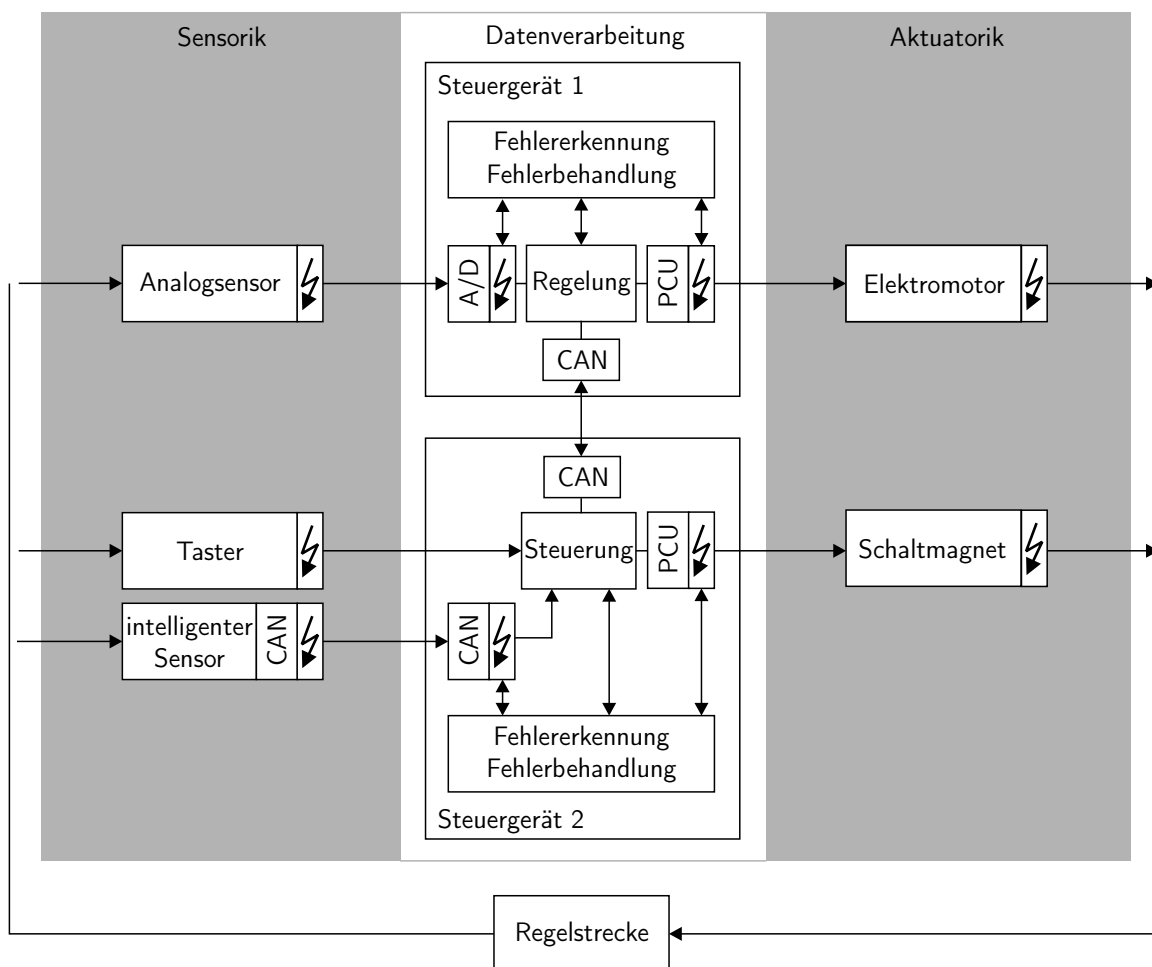 Sensorik
Datenverarbeitung
Aktuatorik
Steuergerät 1
Fehlererkennung
Fehlerbehandlung
Analogsensor
A/D
Regelung
PCU
Elektromotor
CAN
CAN
Taster
Steuerung
PCU
Schaltmagnet
intelligenter
Sensor
CAN
CAN
Fehlererkennung
Fehlerbehandlung
Steuergerät 2
Regelstrecke